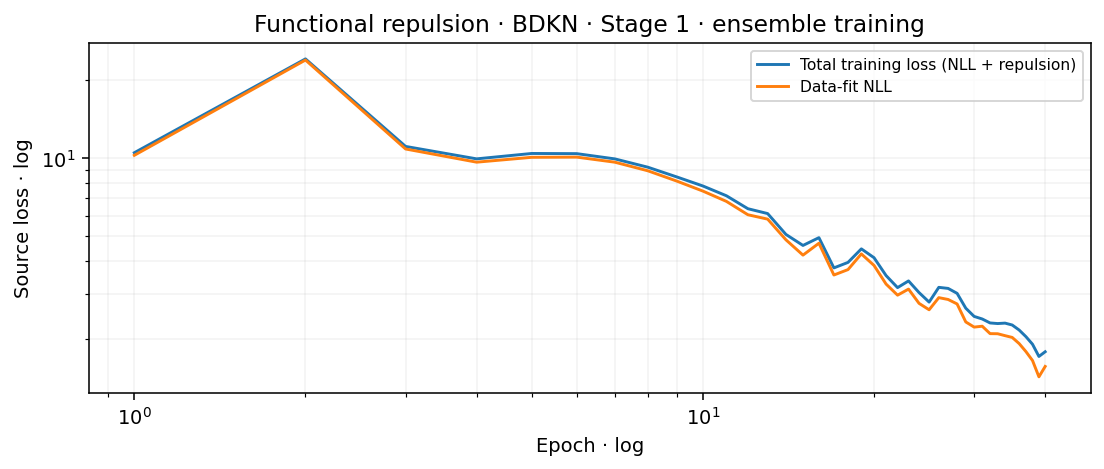 Functional repulsion · BDKN · Stage 1 · ensemble training
Total training loss (NLL + repulsion)
Data-fit NLL
Source loss · log
10¹
10⁰
10¹
Epoch · log